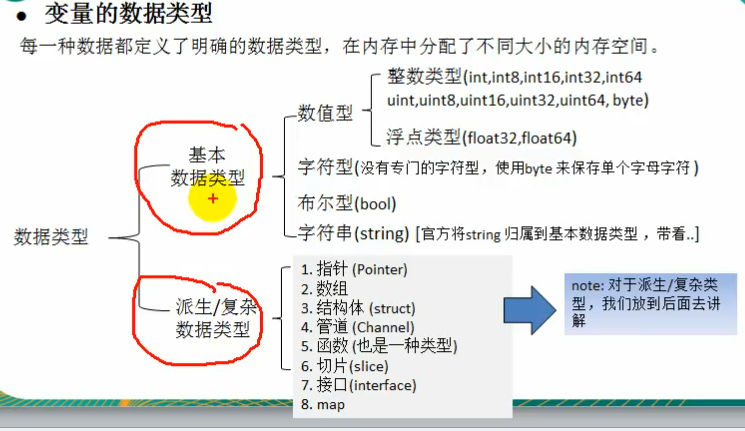 变量的数据类型
每一种数据都定义了明确的数据类型，在内存中分配了不同大小的内存空间。
数据类型
基本
数据类型
数值型
整数类型(int,int8,int16,int32,int64
uint,uint8,uint16,uint32,uint64, byte)
浮点类型(float32,float64)
字符型(没有专门的字符型，使用byte 来保存单个字母字符)
布尔型(bool)
字符串(string) [官方将string 归属到基本数据类型，带看..]
派生/复杂
数据类型
1. 指针 (Pointer)
2. 数组
3. 结构体 (struct)
4. 管道 (Channel)
5. 函数 (也是一种类型)
6. 切片(slice)
7. 接口(interface)
8. map
note: 对于派生/复杂类
型，我们放到后面去讲
解